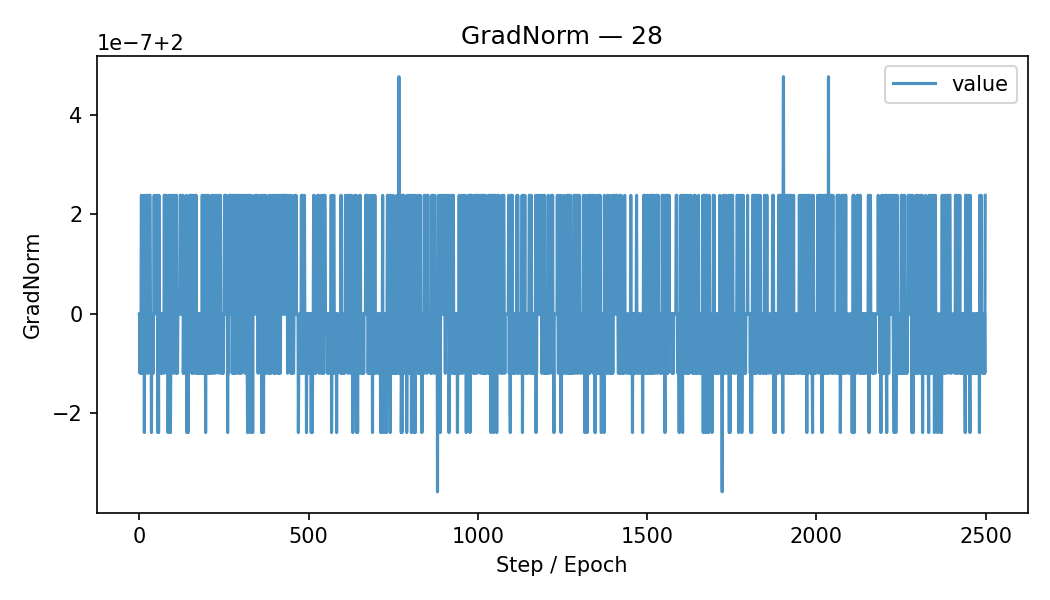 GradNorm — 28
1e−7+2
value
GradNorm
4
2
0
−2
0 500 1000 1500 2000 2500
Step / Epoch